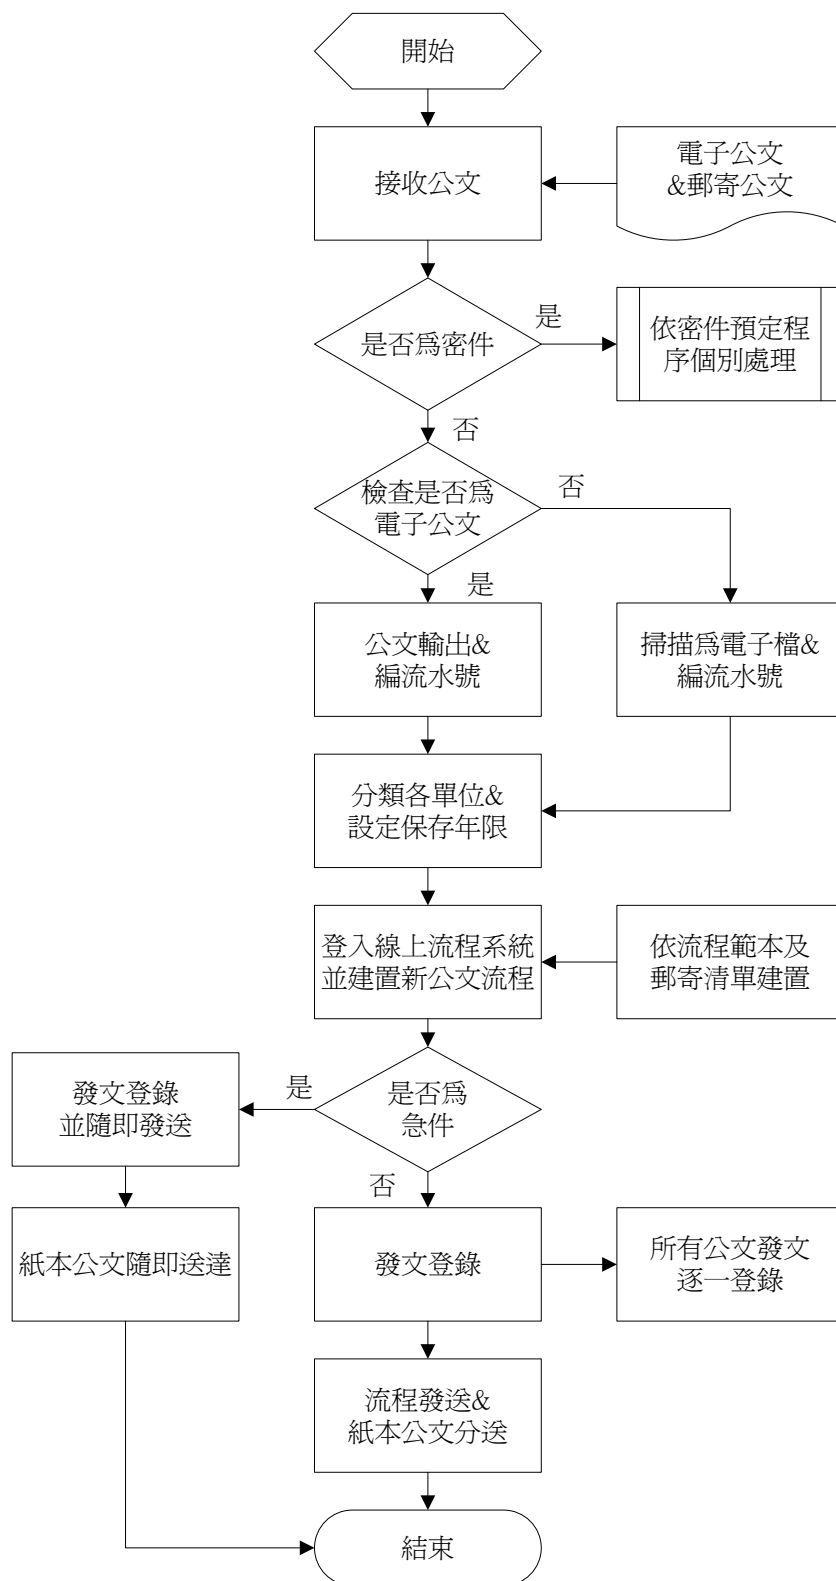 開始
接收公文
電子公文
&郵寄公文
是否為密件
是
依密件預定程
序個別處理
否
檢查是否為
電子公文
否
是
公文輸出&
編流水號
掃描為電子檔&
編流水號
分類各單位&
設定保存年限
登入線上流程系統
並建置新公文流程
依流程範本及
郵寄清單建置
是否為
急件
是
發文登錄
並隨即發送
否
紙本公文隨即送達
發文登錄
所有公文發文
逐一登錄
流程發送&
紙本公文分送
結束